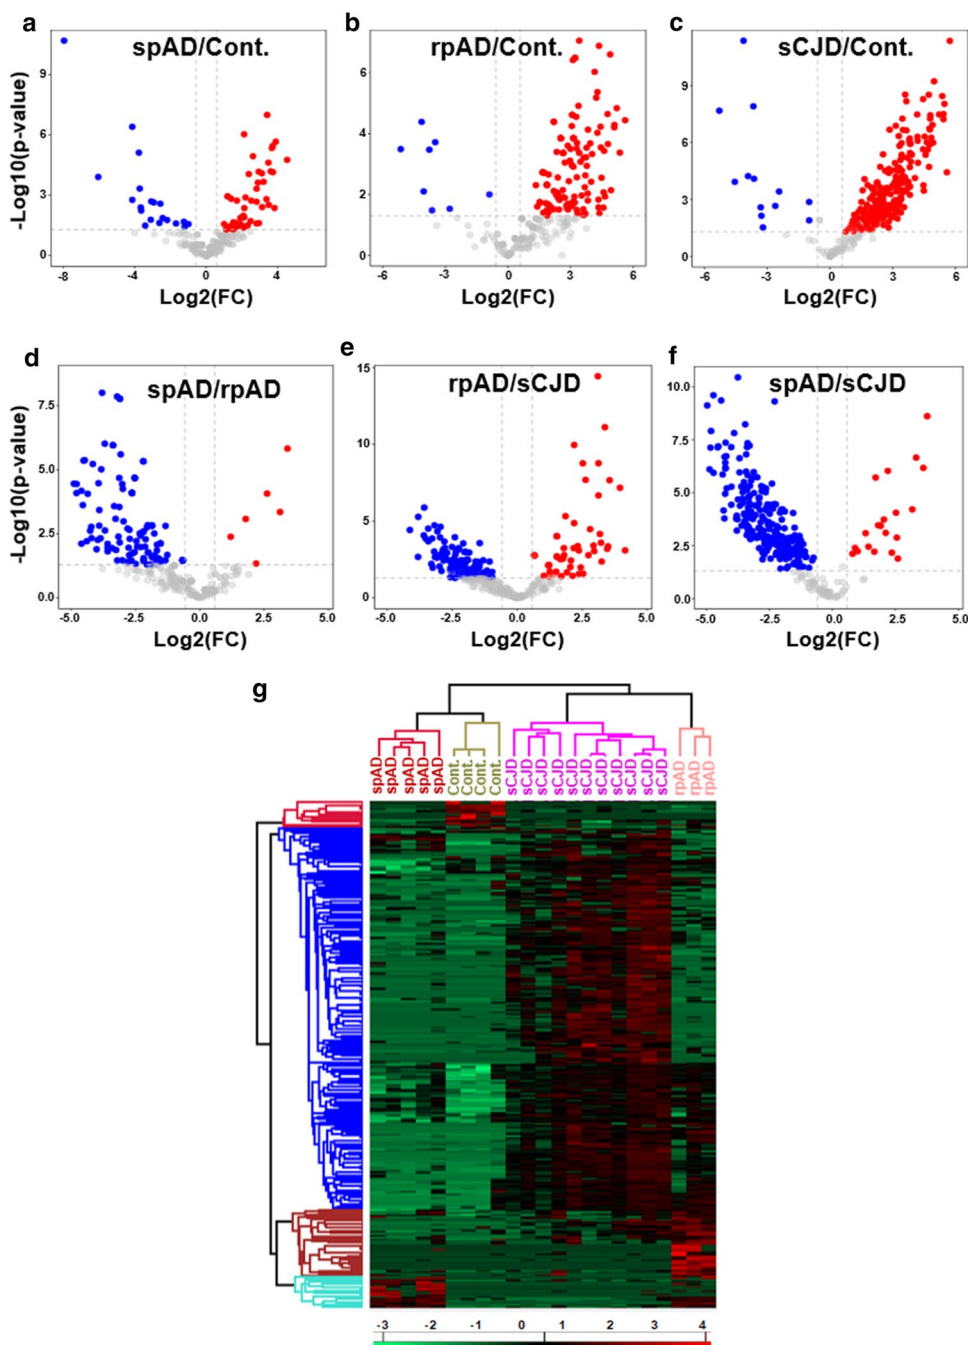 a
spAD/Cont.
b
rpAD/Cont.
c
sCJD/Cont.
-Log10(p-value)
9
6
3
0
-8
-4
0
4
Log2(FC)
6
4
2
0
-6
-3
0
3
6
Log2(FC)
9
6
3
0
-6
-3
0
3
6
Log2(FC)
d
spAD/rpAD
e
rpAD/sCJD
f
spAD/sCJD
-Log10(p-value)
7.5
5.0
2.5
0.0
-5.0
-2.5
0.0
2.5
5.0
Log2(FC)
15
10
5
0
-5.0
-2.5
0.0
2.5
5.0
Log2(FC)
10.0
7.5
5.0
2.5
0.0
-5.0
-2.5
0.0
2.5
5.0
Log2(FC)
g
spAD
spAD
spAD
spAD
spAD
Cont.
Cont.
Cont.
Cont.
sCJD
sCJD
sCJD
sCJD
sCJD
sCJD
sCJD
sCJD
sCJD
sCJD
sCJD
rpAD
rpAD
rpAD
-3 -2 -1 0 1 2 3 4